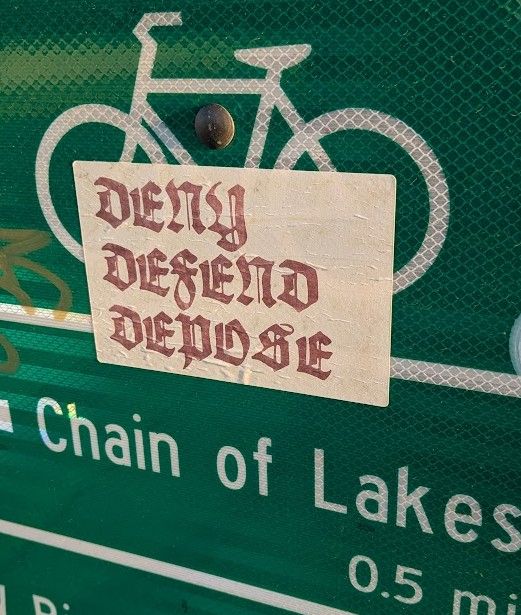 DENY
DEFEND
DEPOSE
Chain of Lakes
0.5 mi